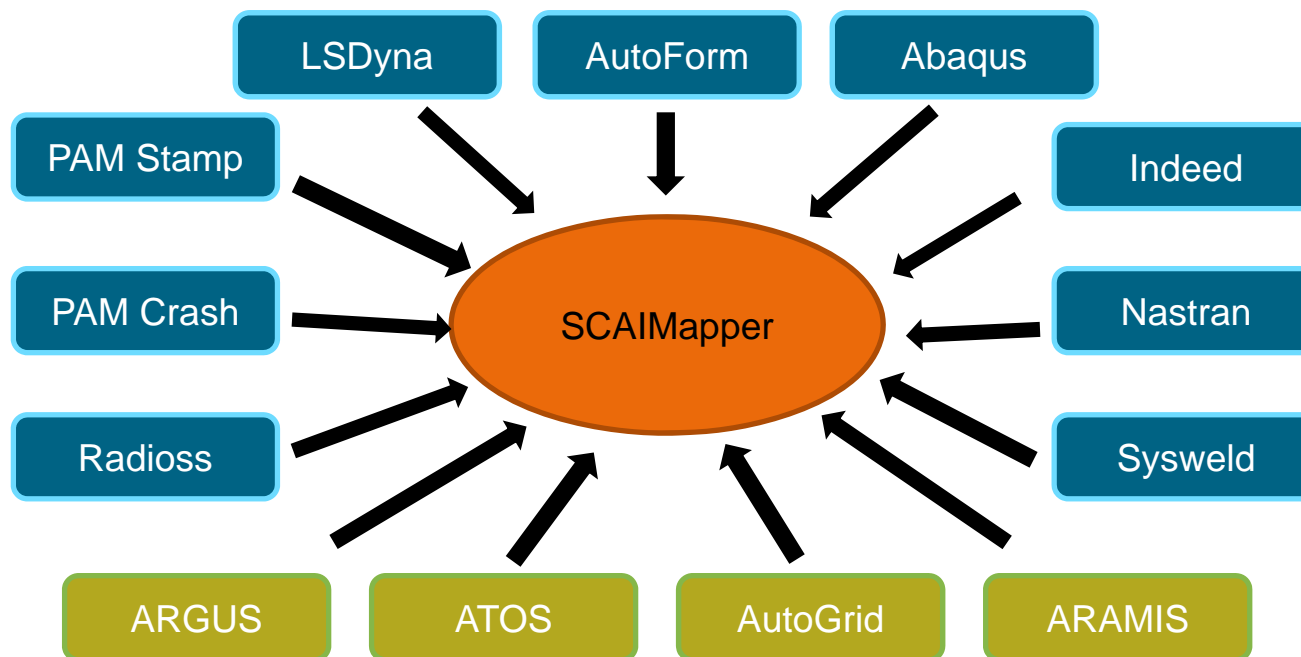 LSDyna
AutoForm
Abaqus
PAM Stamp
Indeed
PAM Crash
SCAIMapper
Nastran
Radioss
Sysweld
ARGUS
ATOS
AutoGrid
ARAMIS